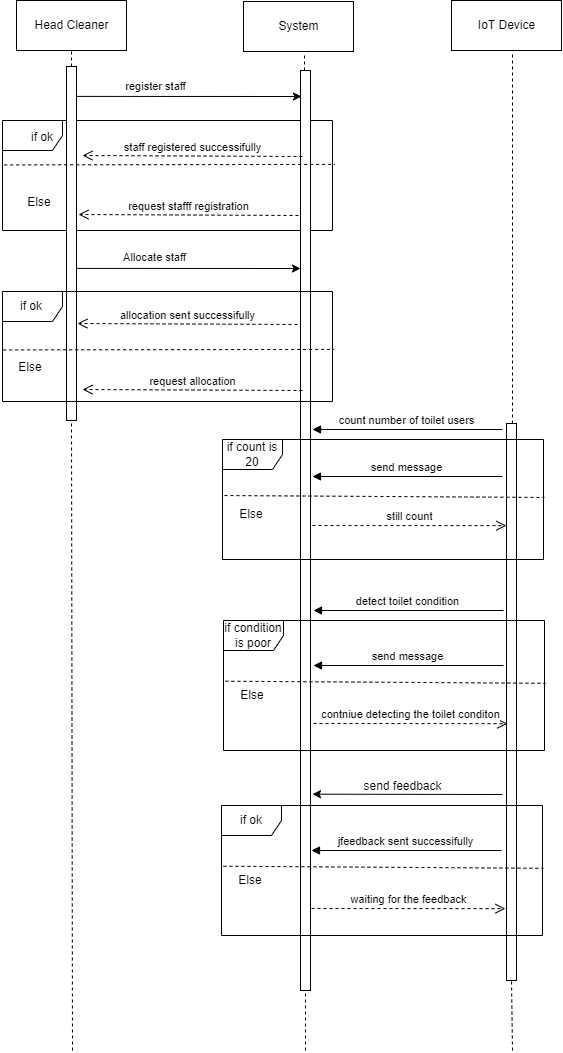 Head Cleaner
System
IoT Device
register staff
if ok
staff registered successfully
Else
request stafff registration
Allocate staff
if ok
allocation sent successfully
Else
request allocation
count number of toilet users
if count is
20
send message
Else
still count
detect toilet condition
if condition
is poor
send message
Else
contniue detecting the toilet conditon
send feedback
if ok
jfeedback sent successfully
Else
waiting for the feedback